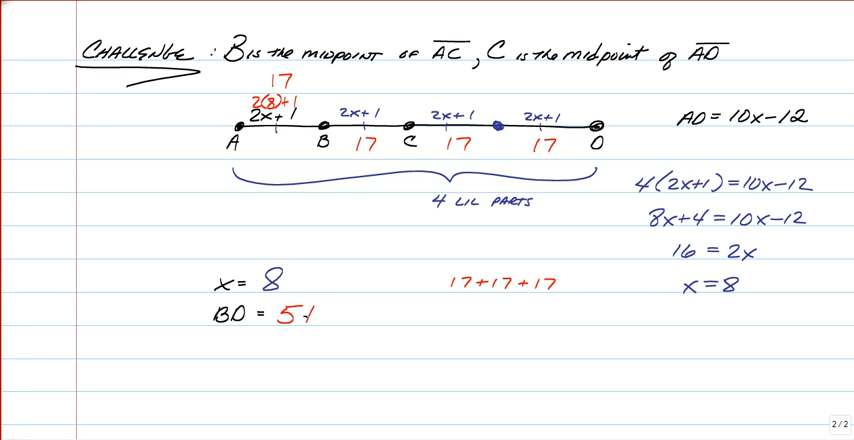 CHALLENGE : B is the midpoint of AC, C is the midpoint of AD
17
2(8)+1
2x+1 2x+1 2x+1 2x+1
A B 17 C 17 17 D
4 LIL PARTS
AD = 10x-12
4(2x+1) = 10x-12
8x+4 = 10x-12
16 = 2x
x = 8
x = 8
17+17+17
BD = 51
2/2